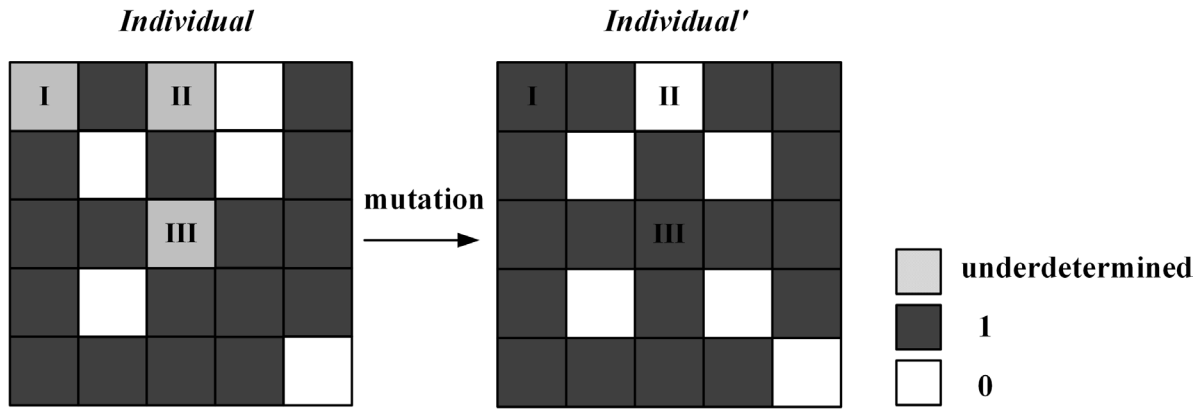 Individual
Individual'
I
II
I
II
mutation
III
III
underdetermined
1
0